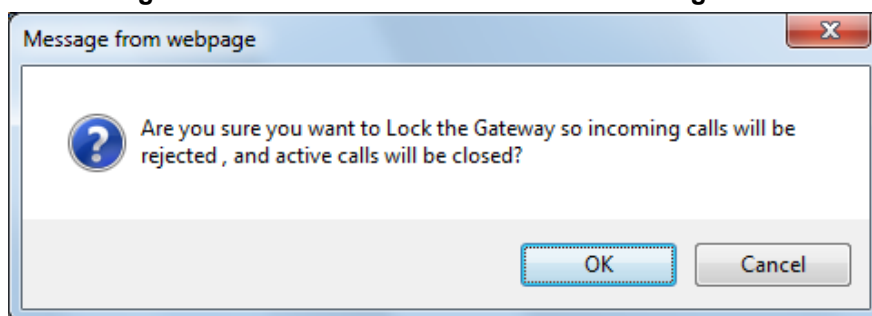 Message from webpage
Are you sure you want to Lock the Gateway so incoming calls will be
rejected , and active calls will be closed?
OK
Cancel